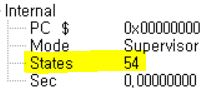 Internal
PC $ 0x00000000
Mode Supervisor
States 54
Sec 0,00000000